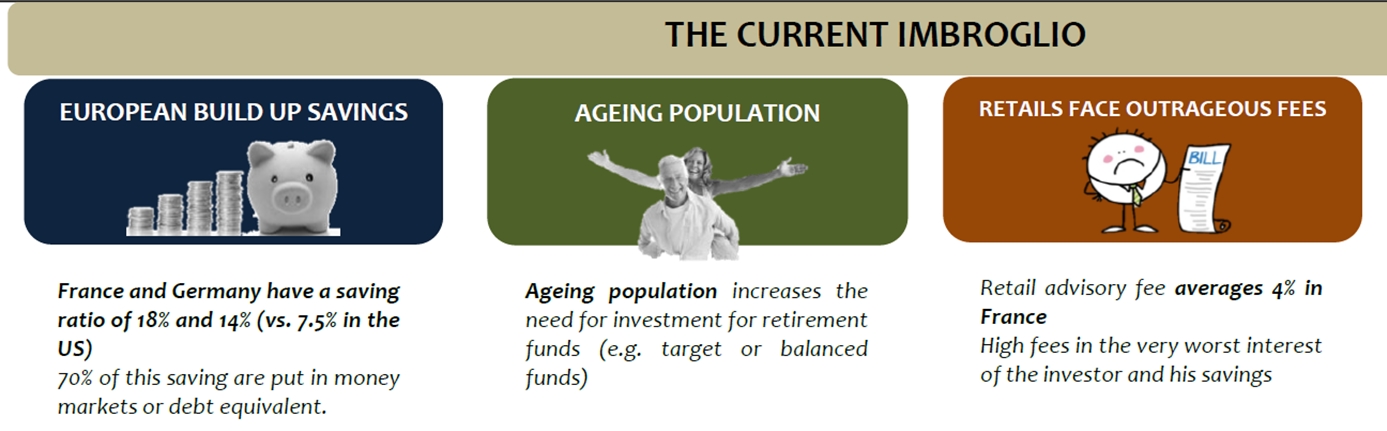 THE CURRENT IMBROGLIO
EUROPEAN BUILD UP SAVINGS
France and Germany have a saving
ratio of 18% and 14% (vs. 7.5% in the
US)
70% of this saving are put in money
markets or debt equivalent.
AGEING POPULATION
Ageing population increases the
need for investment for retirement
funds (e.g. target or balanced
funds)
RETAILS FACE OUTRAGEOUS FEES
BILL
Retail advisory fee averages 4% in
France
High fees in the very worst interest
of the investor and his savings